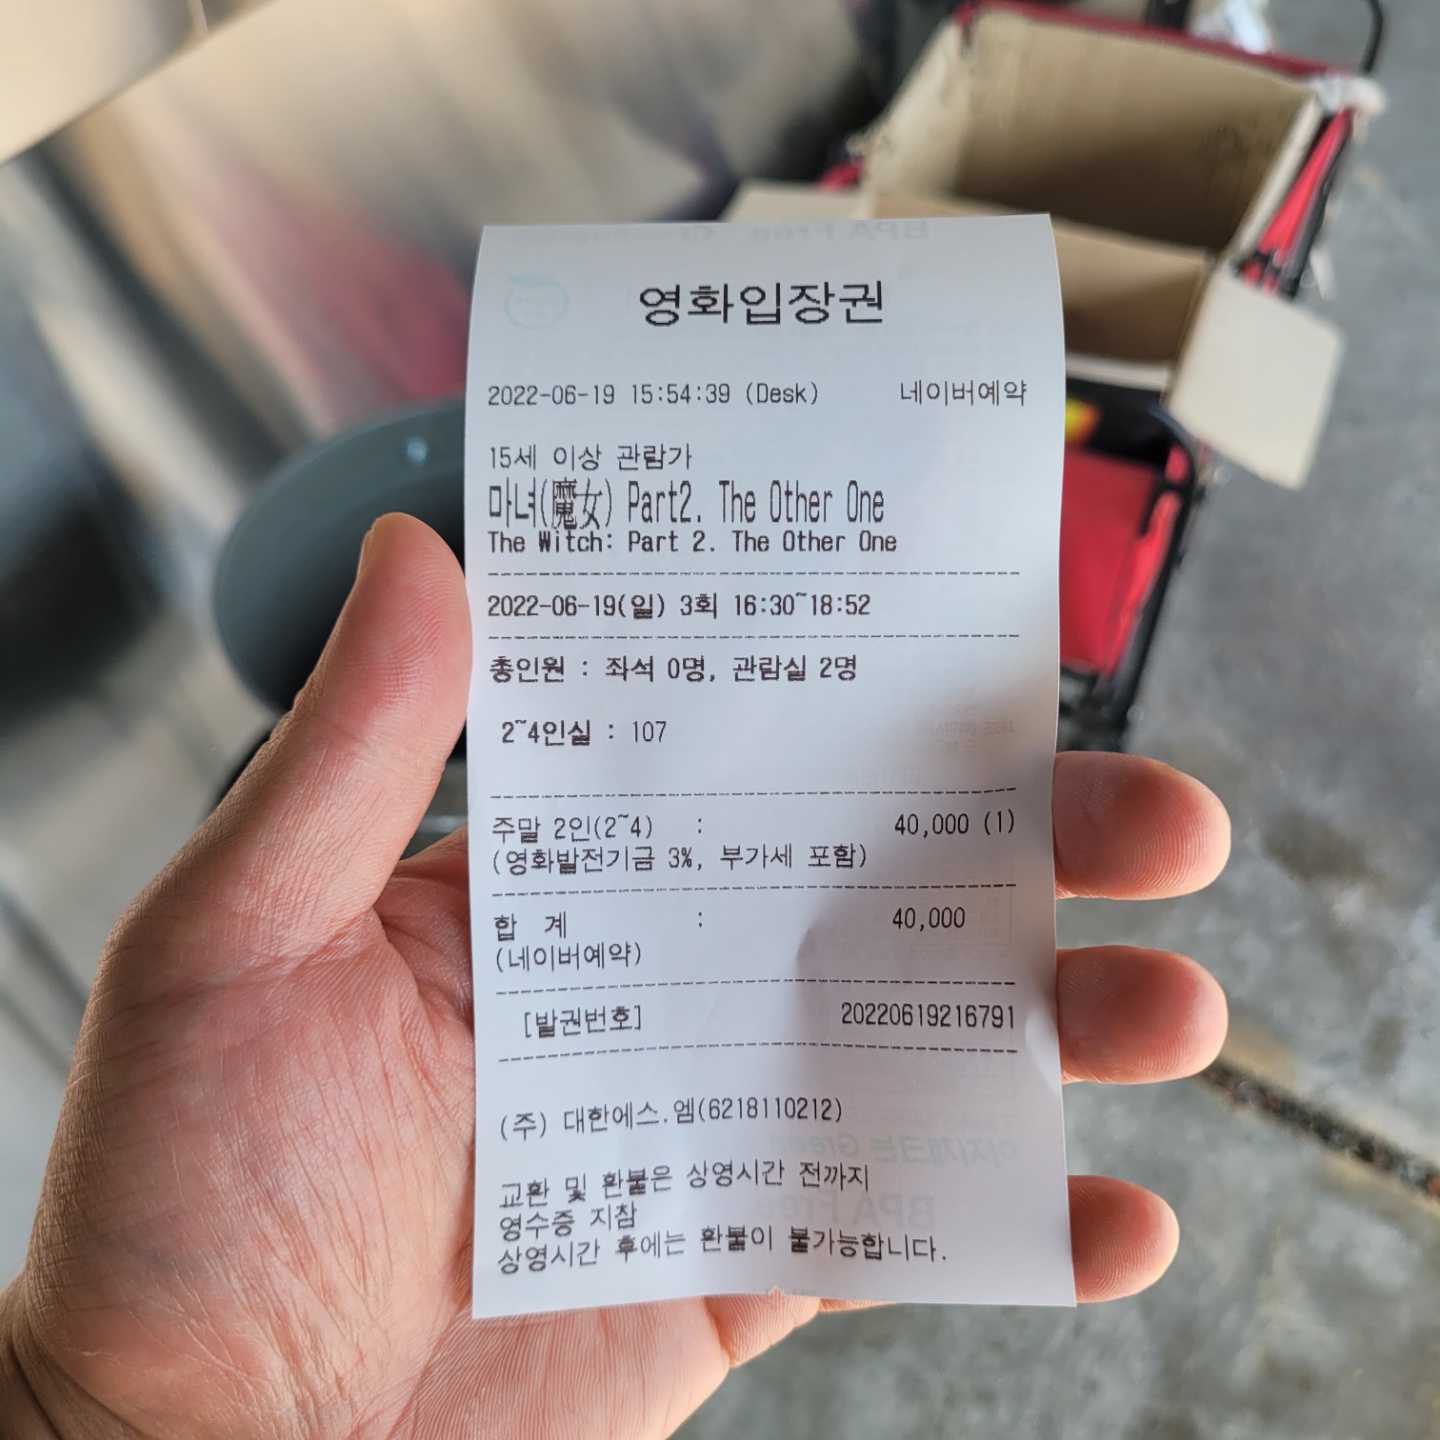 영화입장권
2022-06-19 15:54:39 (Desk) 네이버예약
15세 이상 관람가
마녀(魔女) Part2. The Other One
The Witch: Part 2. The Other One
2022-06-19(일) 3회 16:30~18:52
총인원 : 좌석 0명, 관람실 2명
2~4인실 : 107
주말 2인(2~4) : 40,000 (1)
(영화발전기금 3%, 부가세 포함)
합 계 : 40,000
(네이버예약)
[발권번호] 20220619216791
(주) 대한에스.엠(6218110212)
교환 및 환불은 상영시간 전까지
영수증 지참
상영시간 후에는 환불이 불가능합니다.